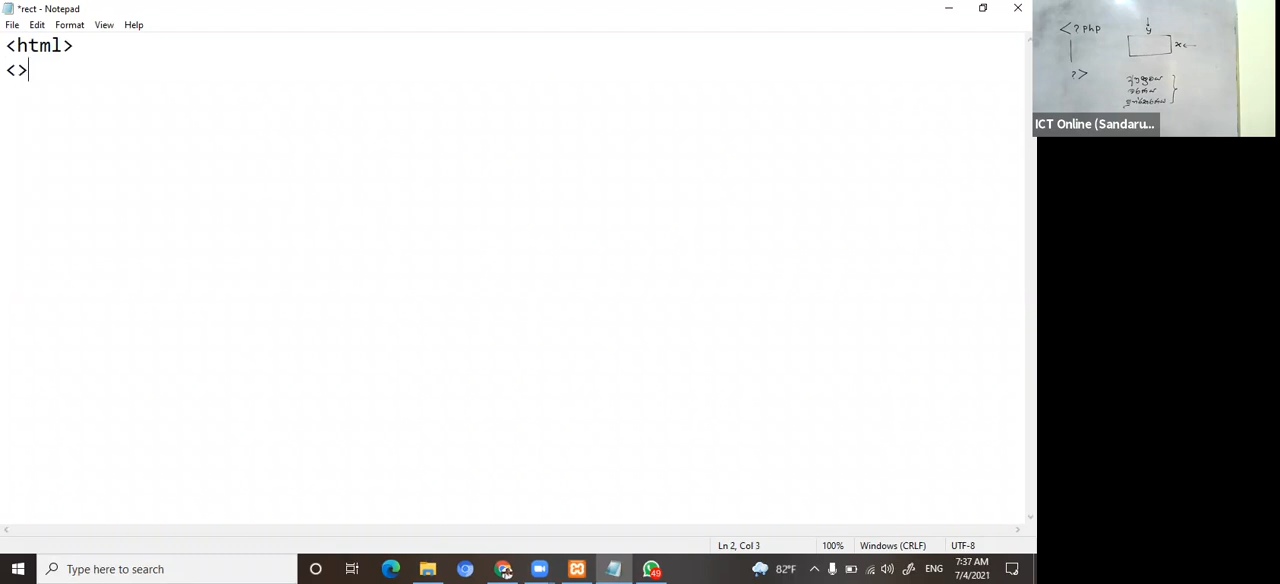 *rect - Notepad
File Edit Format View Help
<html>
<>
<?php
?>
y
x
ICT Online (Sandaru...
Ln 2, Col 3
100%
Windows (CRLF)
UTF-8
Type here to search
49
82°F
ENG
7:37 AM
7/4/2021